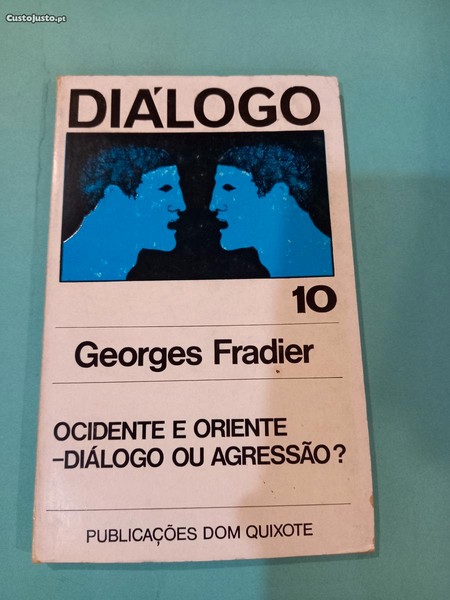 CustoJusto.pt
DIÁLOGO
10
Georges Fradier
OCIDENTE E ORIENTE
–DIÁLOGO OU AGRESSÃO?
PUBLICAÇÕES DOM QUIXOTE